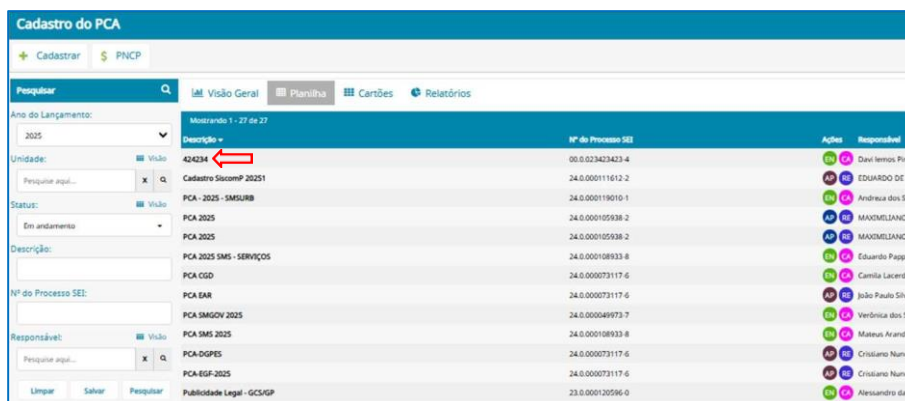 Cadastro do PCA
+ Cadastrar $ PNCP
Pesquisar
Visão Geral Planilha Cartões Relatórios
Ano do Lançamento:
2025
Unidade: Visão
Pesquise aqui... x
Status: Visão
Em andamento
Descrição:
Nº do Processo SEI:
Responsável: Visão
Pesquise aqui... x
Limpar Salvar Pesquisar
Mostrando 1 - 27 de 27
Descrição Nº do Processo SEI Ações Responsável
424234 00.0.023423423-4 EN CA Davi lemos
Cadastro SiscomP 20251 24.0.000111612-2 AP RE EDUARDO DE
PCA - 2025 - SMSURB 24.0.000119010-1 EN CA Andreua dos
PCA 2025 24.0.000105938-2 AP RE MAXIMILIANO
PCA 2025 24.0.000105938-2 AP RE MAXIMILIANO
PCA 2025 SMS - SERVIÇOS 24.0.000108933-8 EN CA Eduardo Papp
PCA CGD 24.0.000073117-6 EN CA Camila Lacerd
PCA EAR 24.0.000073117-6 AP RE João Paulo
PCA SMGOV 2025 24.0.000049973-7 EN CA Verônica dos
PCA SMS 2025 24.0.000108933-8 EN CA Mateus Arand
PCA-DGPES 24.0.000073117-6 AP RE Cristiano Nun
PCA-EGF-2025 24.0.000073117-6 AP RE Cristiano Nun
Publicidade Legal - GCS/GP 23.0.000120596-0 EN CA Alessandro da